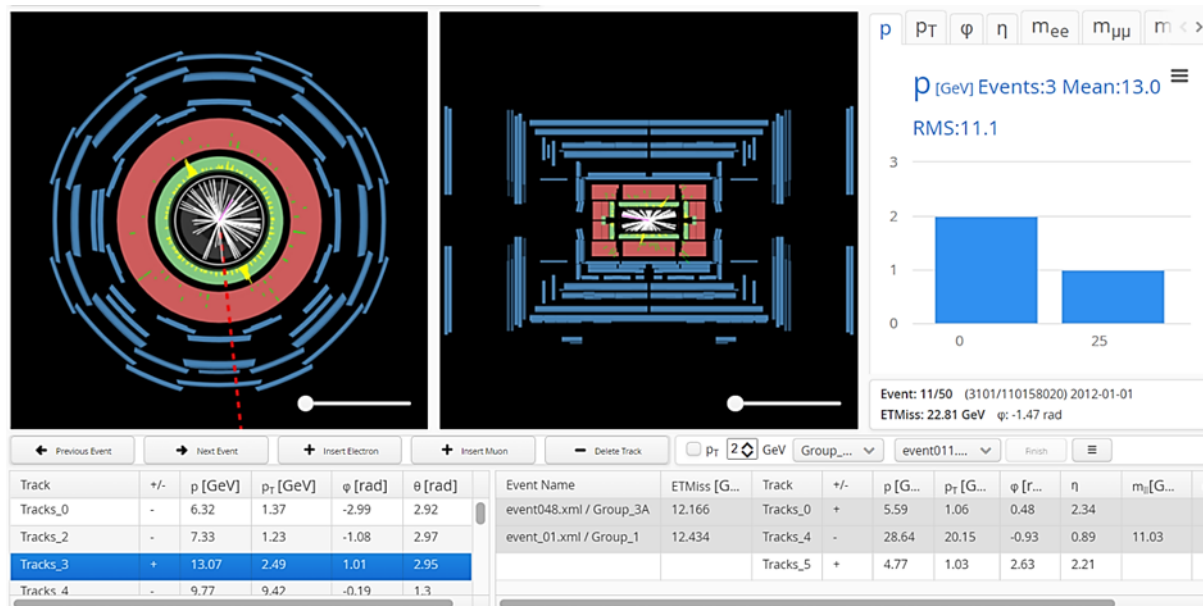 p pT φ η mee mμμ m < >
p [GeV] Events:3 Mean:13.0
RMS:11.1
3
2
1
0
0 25
Event: 11/50 (3101/110158020) 2012-01-01
ETMiss: 22.81 GeV φ: -1.47 rad
Previous Event Next Event Insert Electron Insert Muon Delete Track pT 2 GeV Group_... event011.... Finish
Track +/- p [GeV] pT [GeV] φ [rad] θ [rad]
Tracks_0 - 6.32 1.37 -2.99 2.92
Tracks_2 - 7.33 1.23 -1.08 2.97
Tracks_3 + 13.07 2.49 1.01 2.95
Tracks_4 - 9.77 9.42 -0.19 1.3
Event Name ETMiss [G... Track +/- p [G... pT [G... φ [r... η mll[G...
event048.xml / Group_3A 12.166 Tracks_0 + 5.59 1.06 0.48 2.34
event_01.xml / Group_1 12.434 Tracks_4 - 28.64 20.15 -0.93 0.89 11.03
Tracks_5 + 4.77 1.03 2.63 2.21